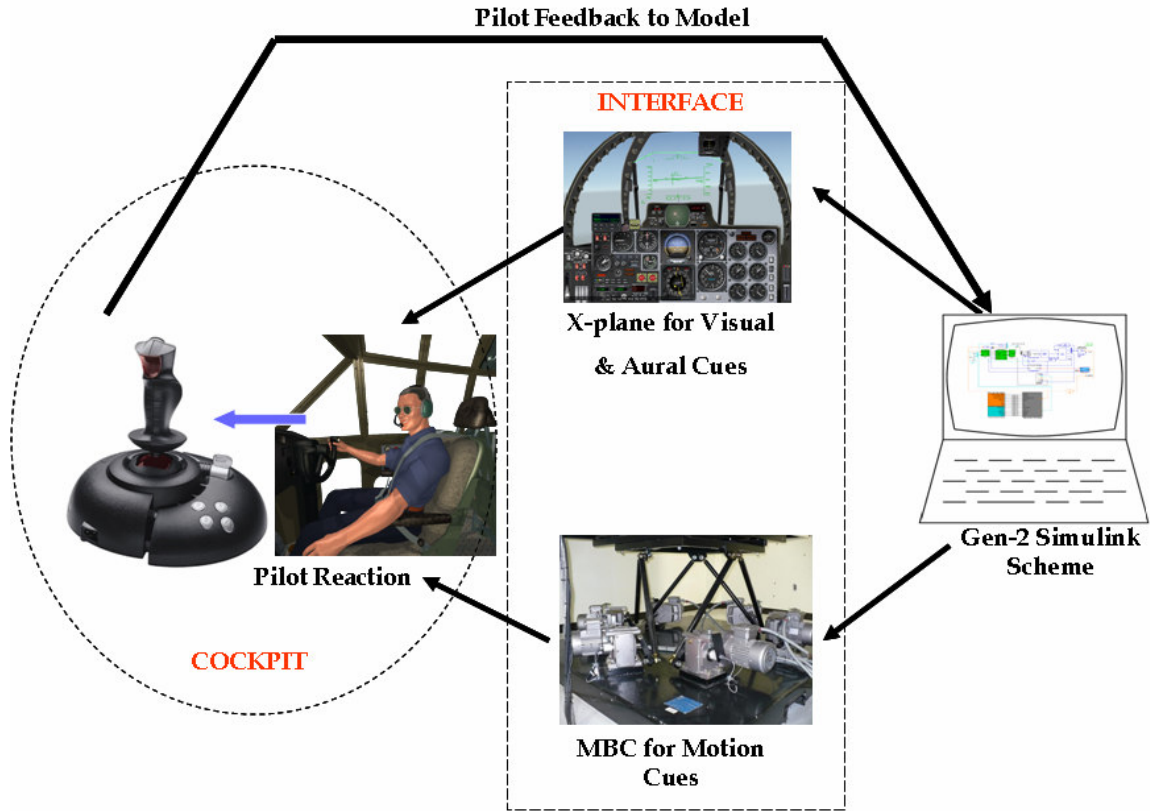 Pilot Feedback to Model
INTERFACE
X-plane for Visual
& Aural Cues
Pilot Reaction
COCKPIT
Gen-2 Simulink
Scheme
MBC for Motion
Cues